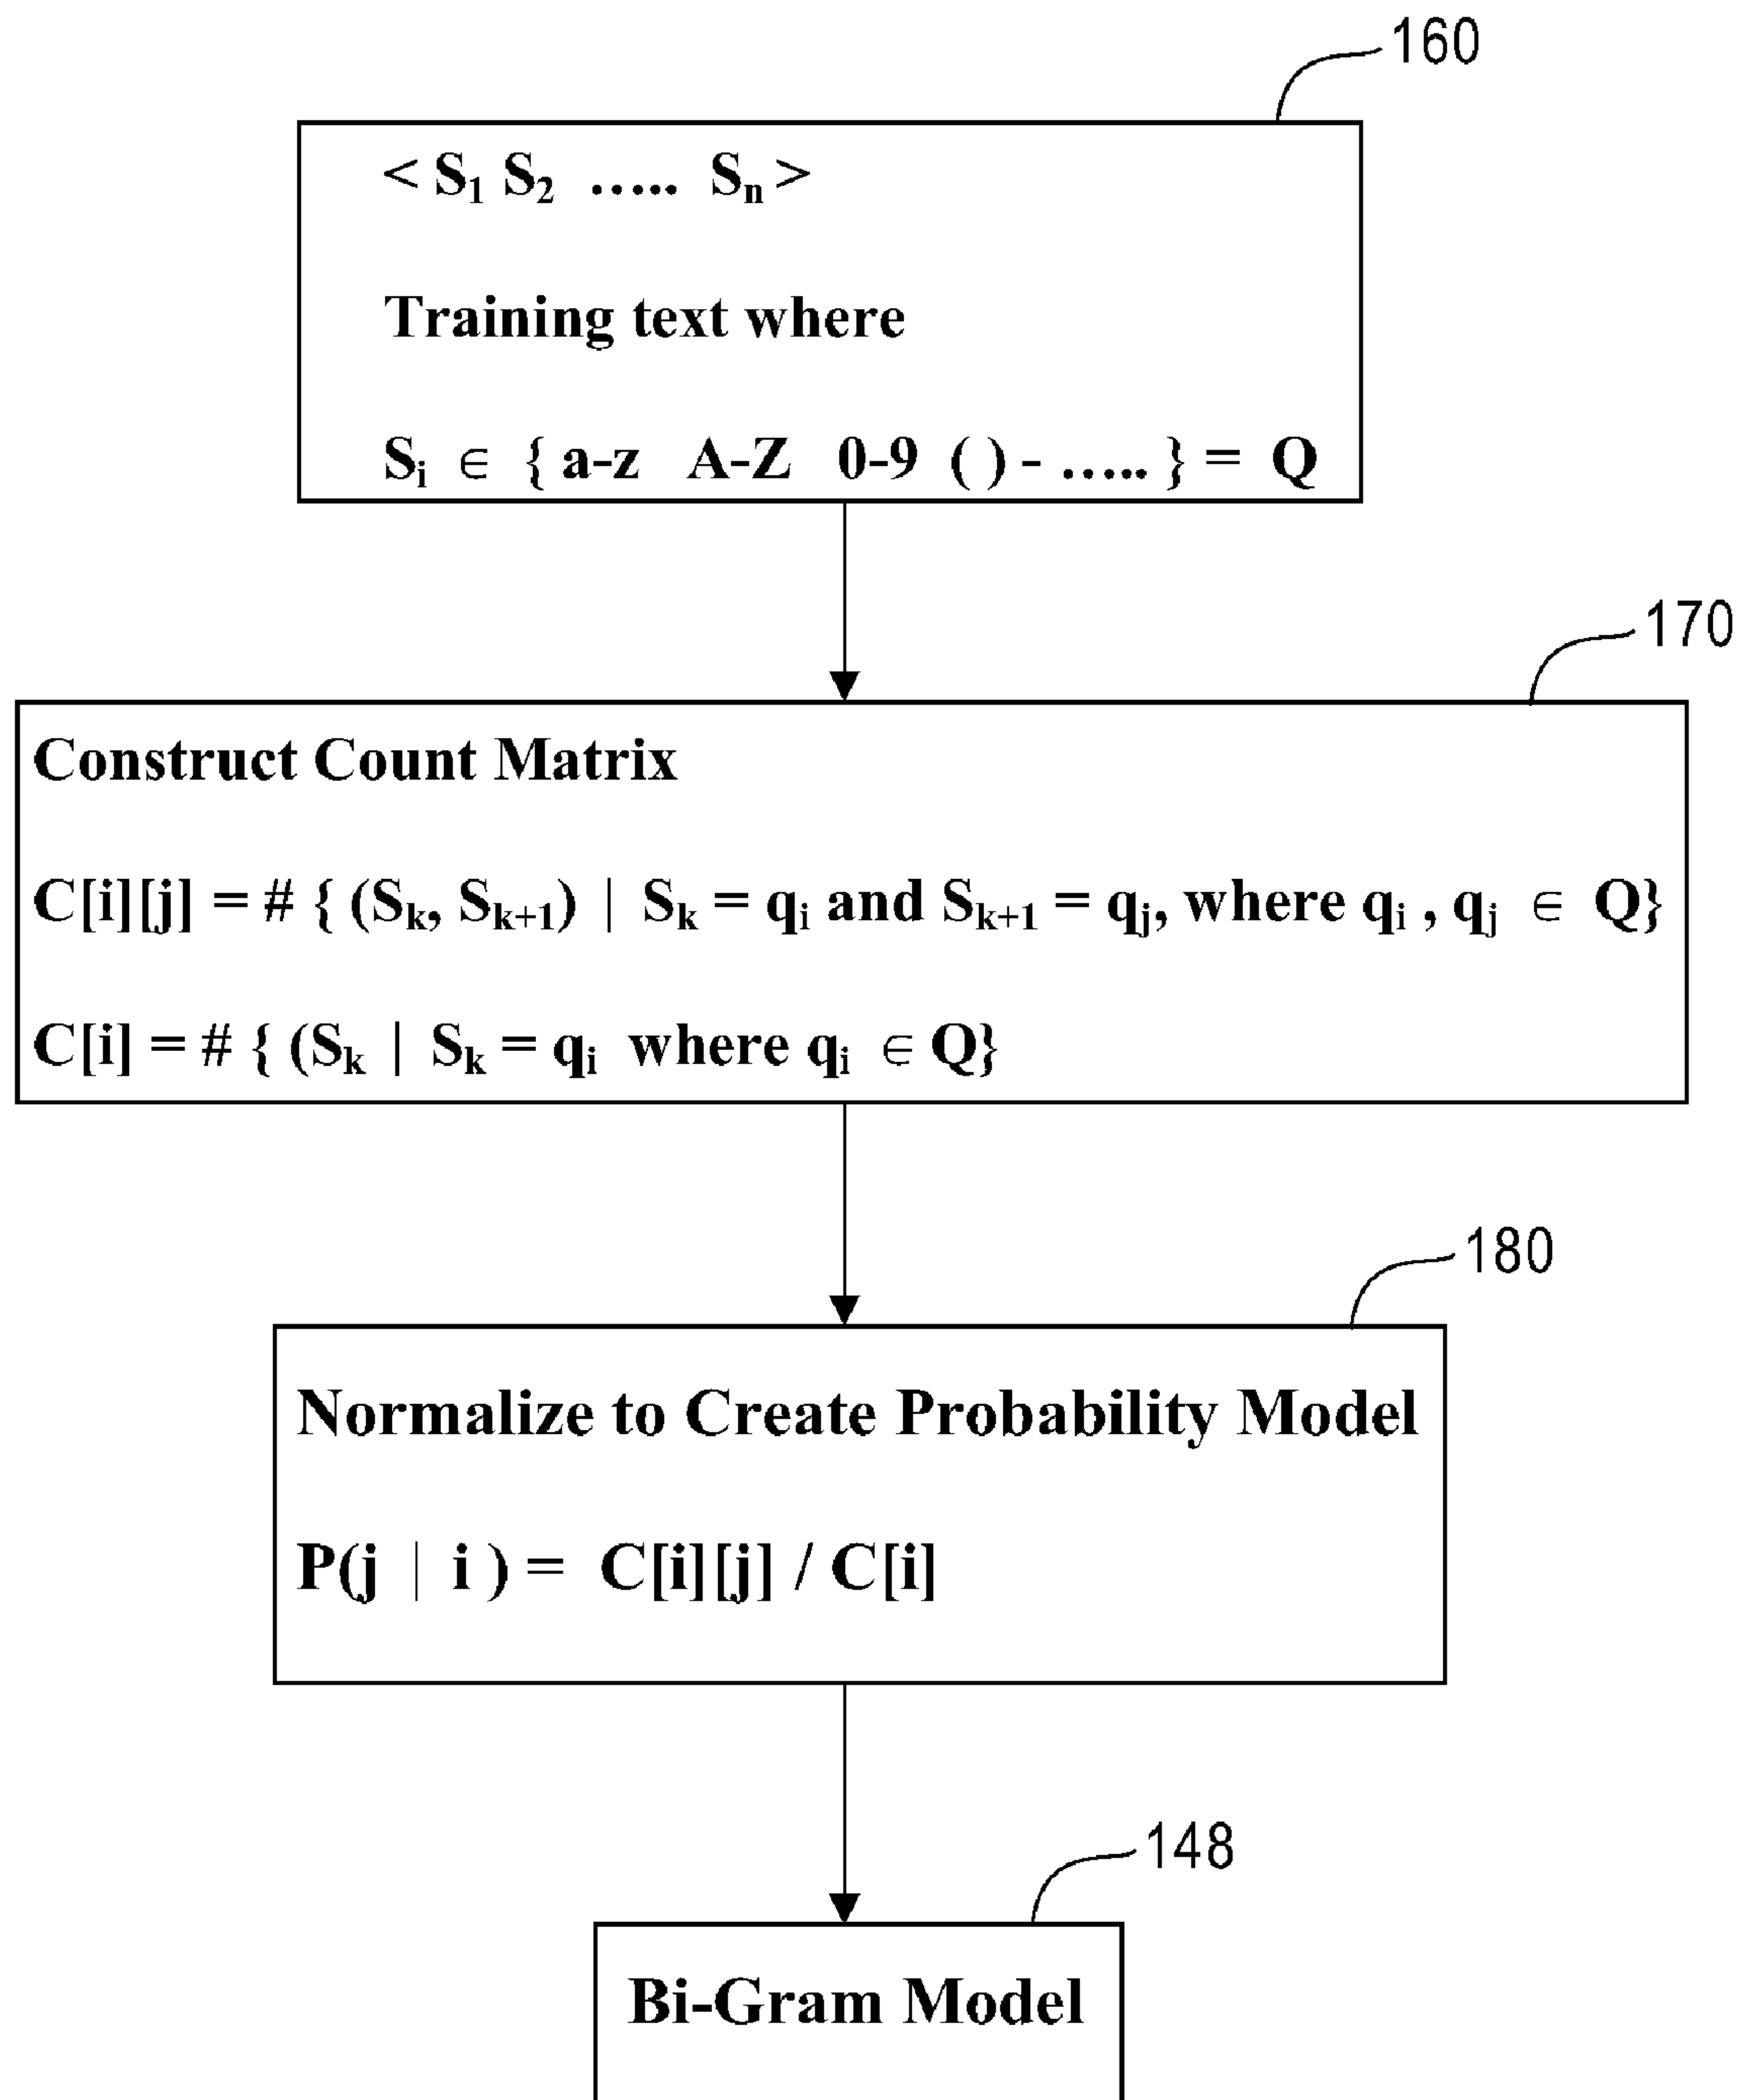 160
< S₁ S₂ ..... Sₙ >
Training text where
Sᵢ ∈ { a-z A-Z 0-9 ( ) - ..... } = Q
170
Construct Count Matrix
C[i][j] = # { (Sₖ, Sₖ₊₁) | Sₖ = qᵢ and Sₖ₊₁ = qⱼ, where qᵢ , qⱼ ∈ Q}
C[i] = # { (Sₖ | Sₖ = qᵢ where qᵢ ∈ Q}
180
Normalize to Create Probability Model
P(j | i ) = C[i][j] / C[i]
148
Bi-Gram Model